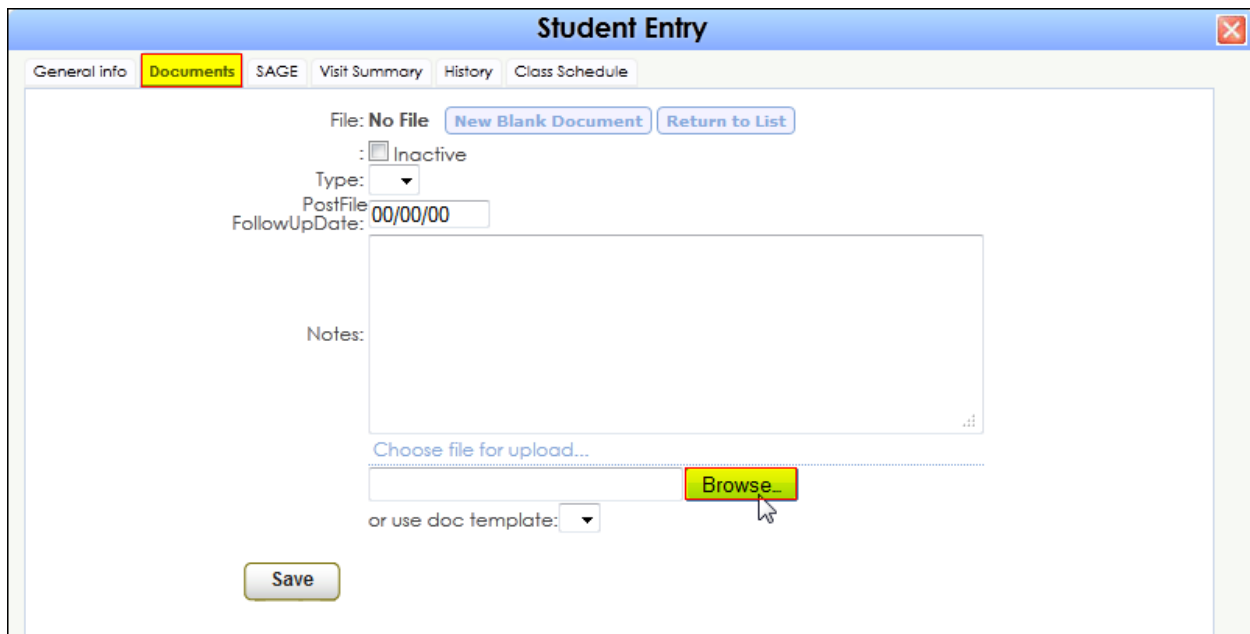 Student Entry
General info Documents SAGE Visit Summary History Class Schedule
File: No File New Blank Document Return to List
: Inactive
Type:
PostFile
FollowUpDate: 00/00/00
Notes:
Choose file for upload...
Browse...
or use doc template:
Save